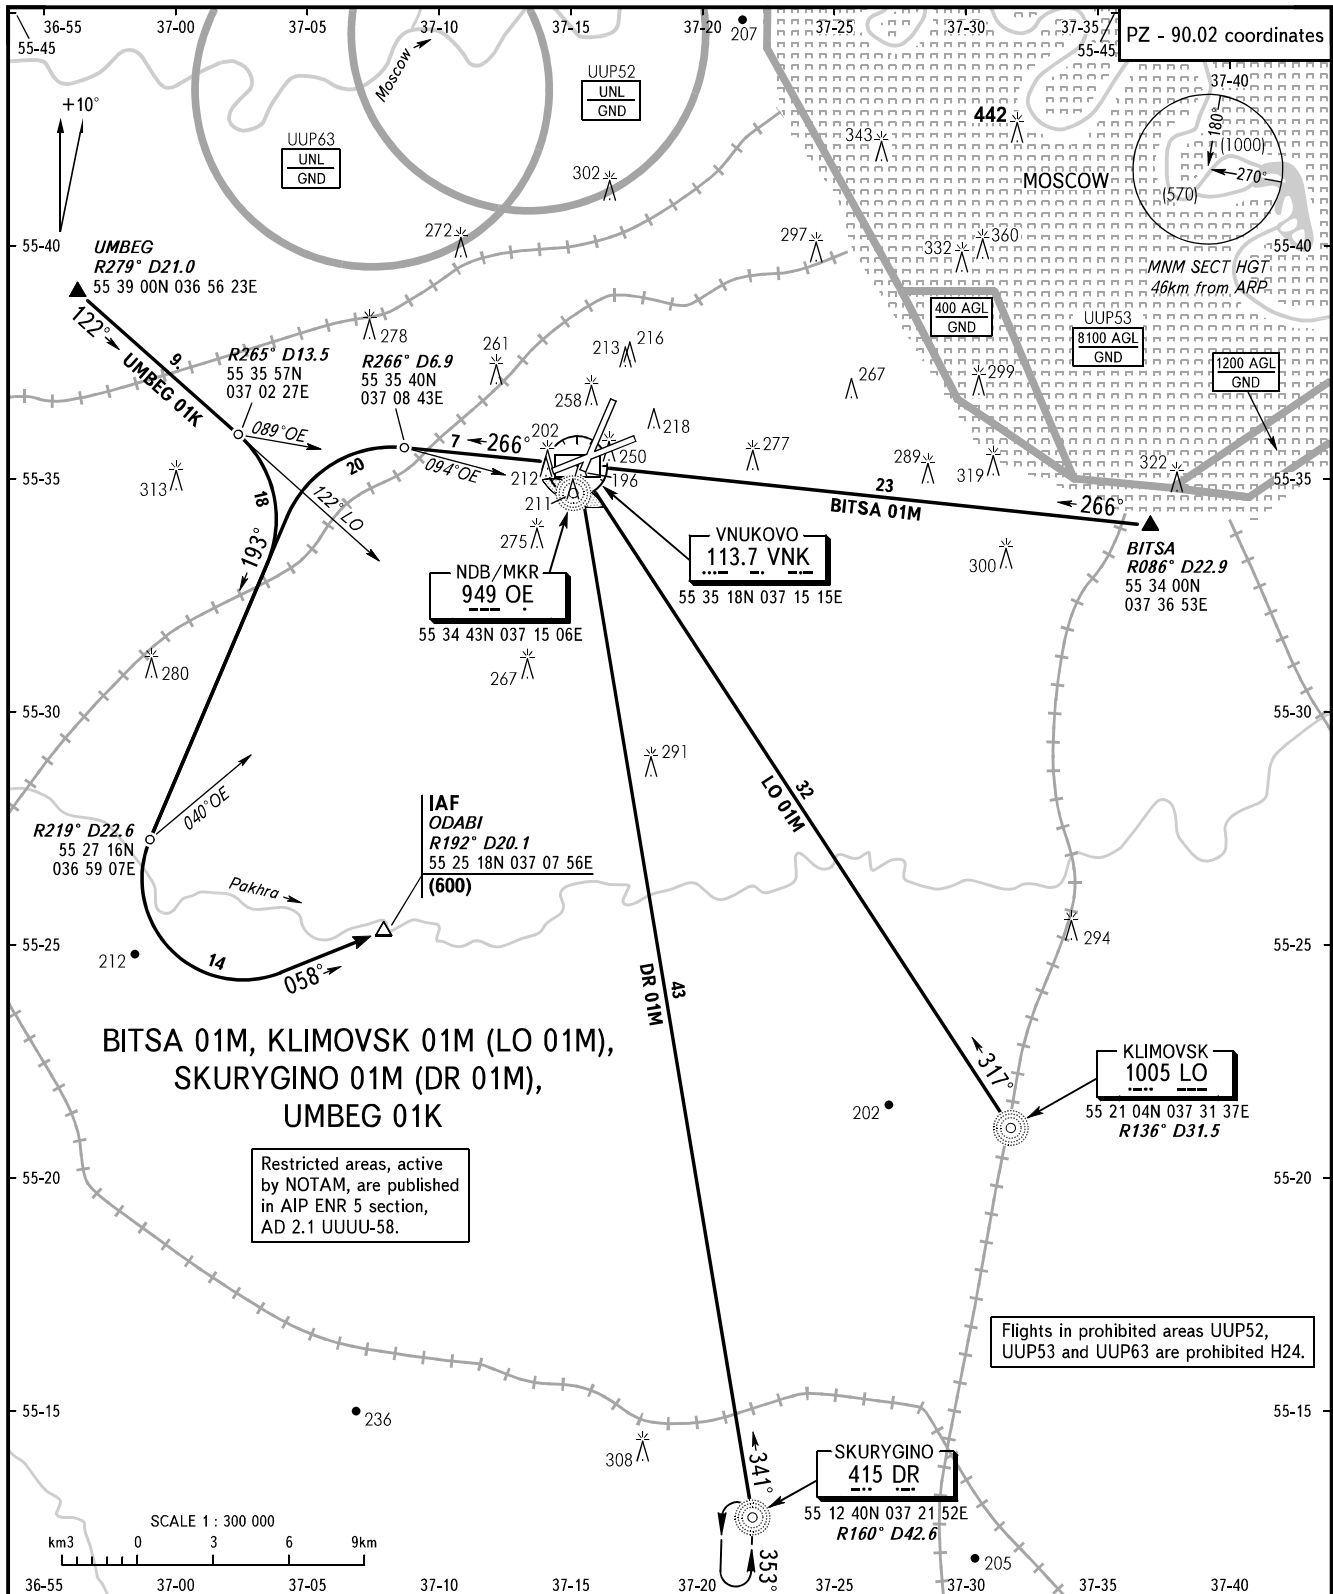 36-55
37-00
37-05
37-10
37-15
37-20
37-25
37-30
37-35
55-45
55-45
207
PZ - 90.02 coordinates
37-40
Moscow
UUP52
UNL
GND
UUP63
UNL
GND
+10°
442
343
MOSCOW
180°
(1000)
270°
(570)
MNM SECT HGT
46km from ARP
302
272
297
332
360
55-40
55-40
UMBEG
R279° D21.0
55 39 00N 036 56 23E
122°
9.
UMBEG 01K
278
R265° D13.5
55 35 57N
037 02 27E
R266° D6.9
55 35 40N
037 08 43E
261
213
216
258
218
267
400 AGL
GND
UUP53
8100 AGL
GND
1200 AGL
GND
299
089°OE
094°OE
122° LO
7
266°
20
18
193°
202
250
212
196
211
275
277
289
319
322
313
55-35
55-35
23
BITSA 01M
266°
BITSA
R086° D22.9
55 34 00N
037 36 53E
300
VNUKOVO
113.7 VNK
55 35 18N 037 15 15E
NDB/MKR
949 OE
55 34 43N 037 15 06E
280
267
55-30
55-30
291
32
LO 01M
040°OE
R219° D22.6
55 27 16N
036 59 07E
IAF
ODABI
R192° D20.1
55 25 18N 037 07 56E
(600)
Pakhra
212
14
058°
55-25
55-25
294
43
DR 01M
BITSA 01M, KLIMOVSK 01M (LO 01M),
SKURYGINO 01M (DR 01M),
UMBEG 01K
317°
KLIMOVSK
1005 LO
55 21 04N 037 31 37E
R136° D31.5
202
Restricted areas, active
by NOTAM, are published
in AIP ENR 5 section,
AD 2.1 UUUU-58.
55-20
55-20
Flights in prohibited areas UUP52,
UUP53 and UUP63 are prohibited H24.
55-15
55-15
236
308
341°
SKURYGINO
415 DR
55 12 40N 037 21 52E
R160° D42.6
353°
205
SCALE 1 : 300 000
km3
0
3
6
9km
36-55
37-00
37-05
37-10
37-15
37-20
37-25
37-30
37-35
37-40